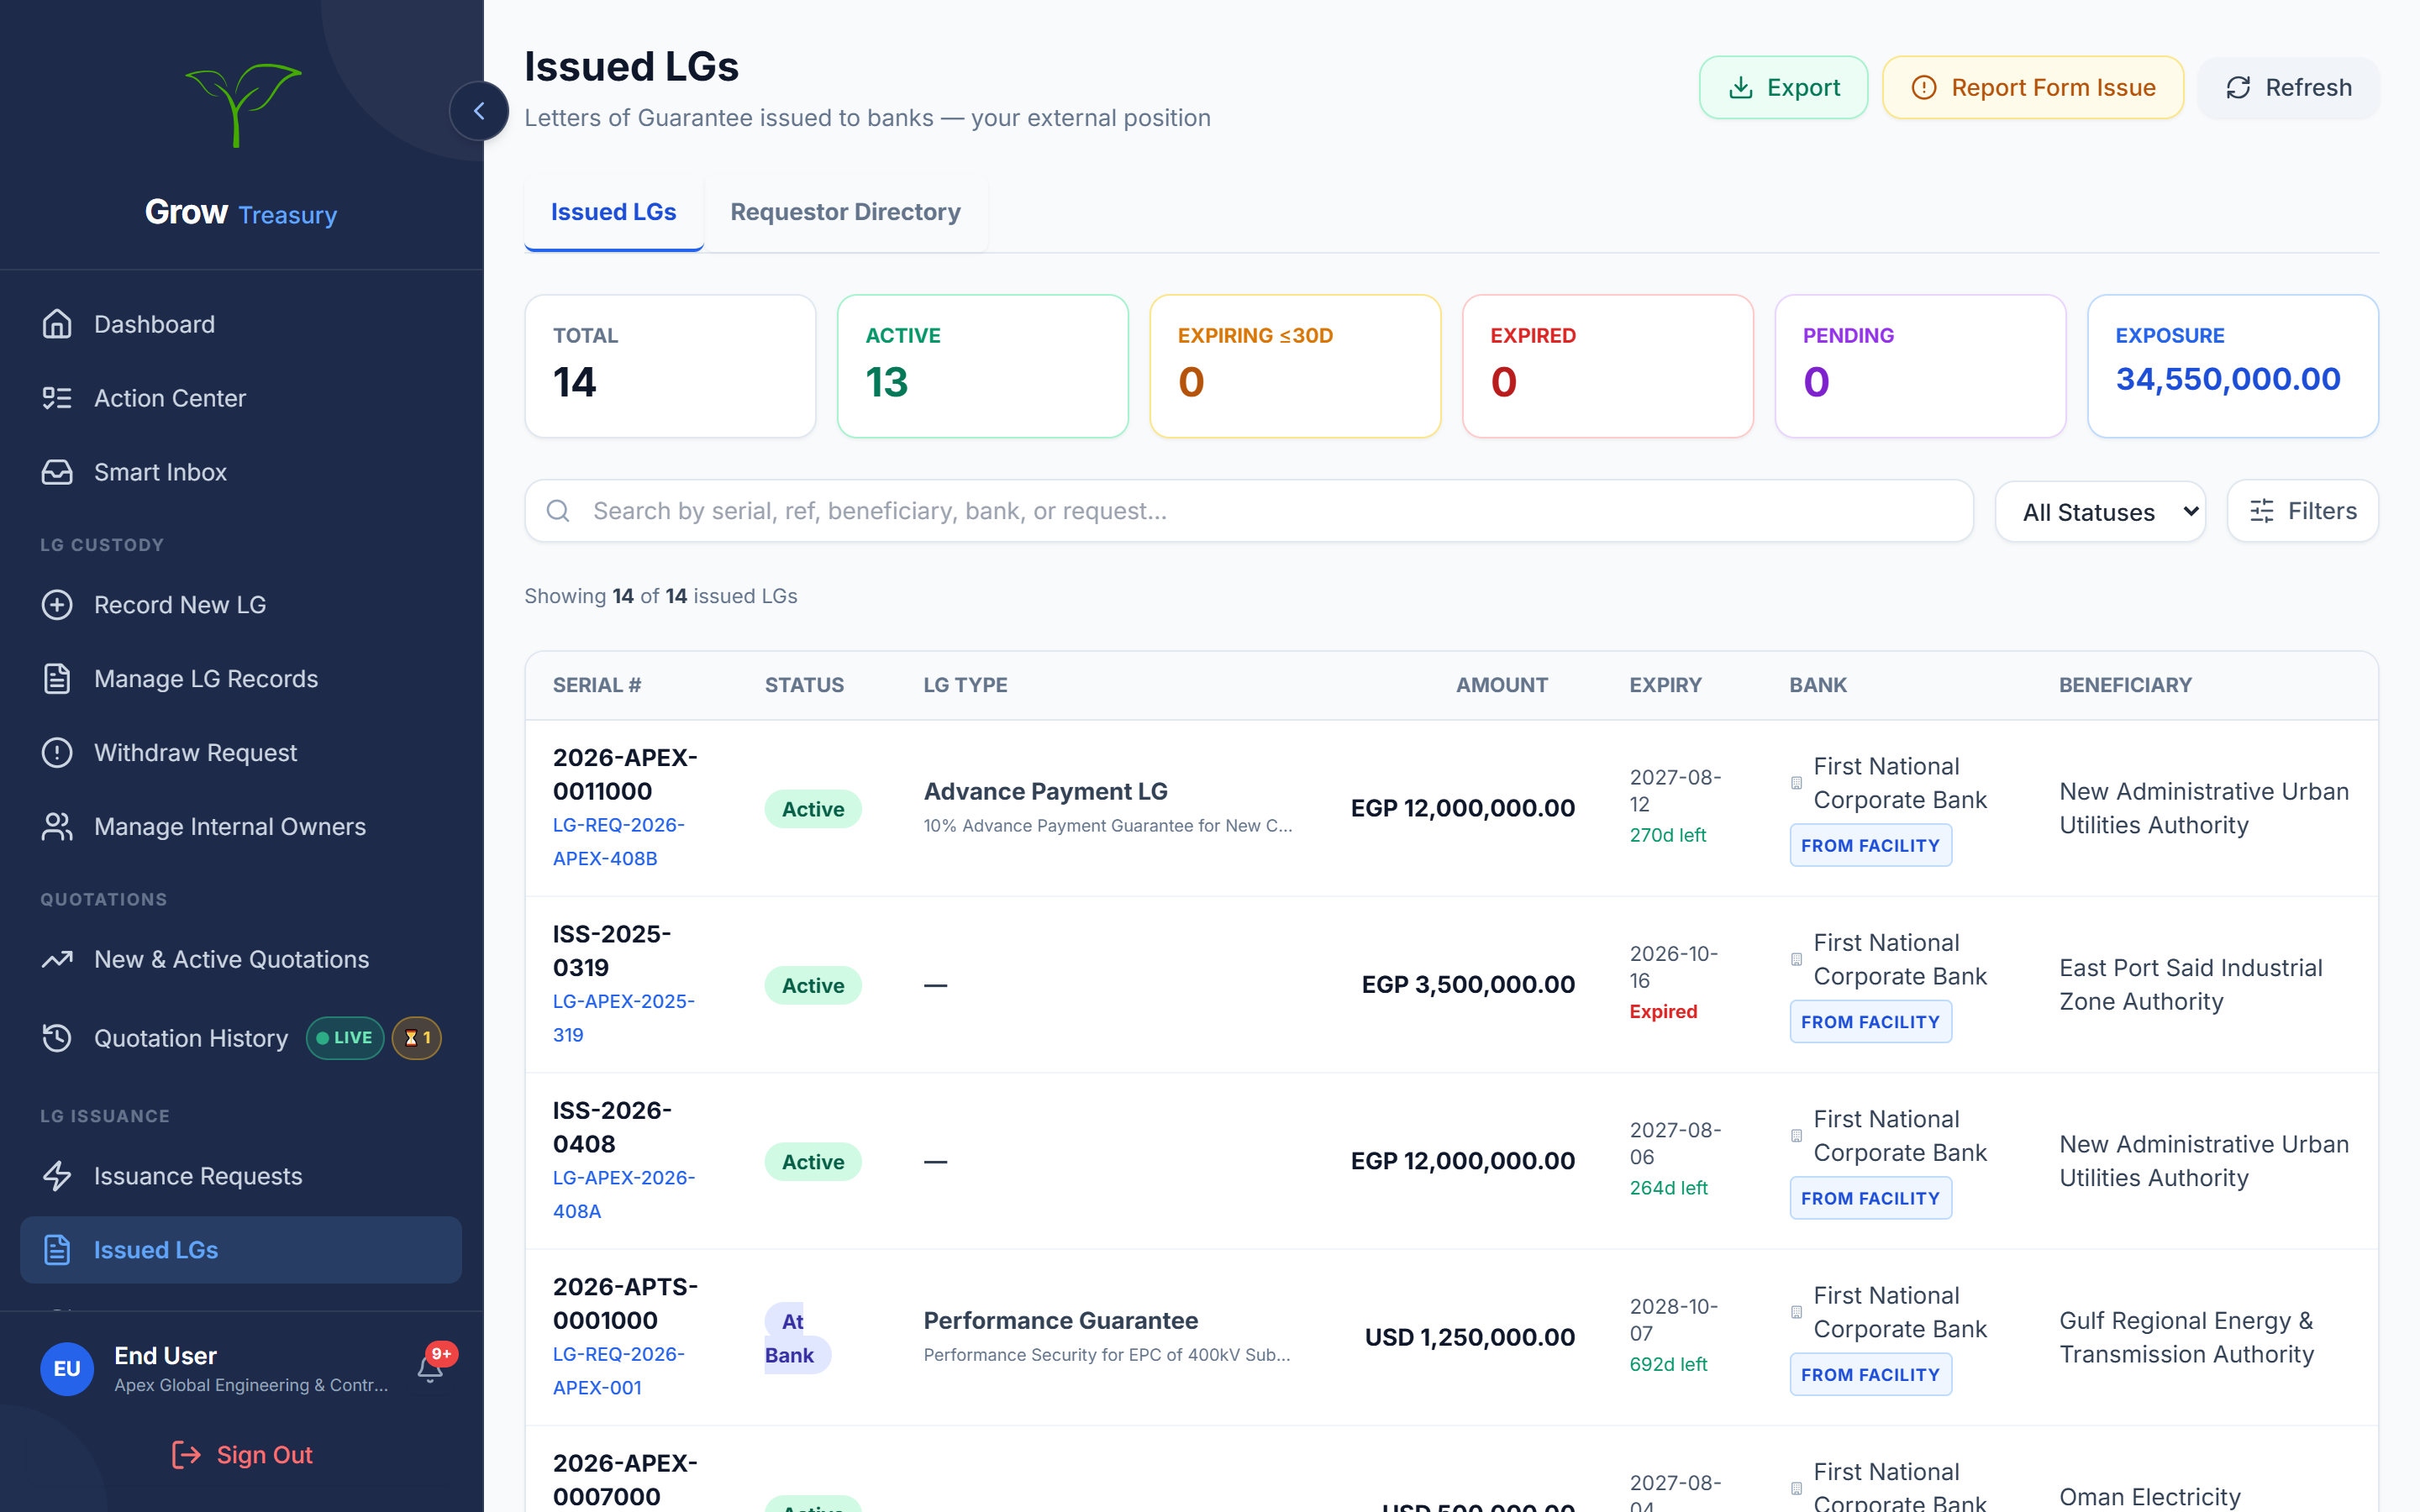 Grow Treasury
Dashboard
Action Center
Smart Inbox
LG CUSTODY
Record New LG
Manage LG Records
Withdraw Request
Manage Internal Owners
QUOTATIONS
New & Active Quotations
Quotation History LIVE ⏳ 1
LG ISSUANCE
Issuance Requests
Issued LGs
EU
End User
Apex Global Engineering & Contr...
9+
Sign Out
Issued LGs
Letters of Guarantee issued to banks — your external position
Export
Report Form Issue
Refresh
Issued LGs
Requestor Directory
TOTAL
14
ACTIVE
13
EXPIRING ≤30D
0
EXPIRED
0
PENDING
0
EXPOSURE
34,550,000.00
Search by serial, ref, beneficiary, bank, or request...
All Statuses
Filters
Showing 14 of 14 issued LGs
SERIAL # STATUS LG TYPE AMOUNT EXPIRY BANK BENEFICIARY
2026-APEX-
0011000
LG-REQ-2026-
APEX-408B
Active
Advance Payment LG
10% Advance Payment Guarantee for New C...
EGP 12,000,000.00
2027-08-
12
270d left
First National
Corporate Bank
FROM FACILITY
New Administrative Urban
Utilities Authority
ISS-2025-
0319
LG-APEX-2025-
319
Active
—
EGP 3,500,000.00
2026-10-
16
Expired
First National
Corporate Bank
FROM FACILITY
East Port Said Industrial
Zone Authority
ISS-2026-
0408
LG-APEX-2026-
408A
Active
—
EGP 12,000,000.00
2027-08-
06
264d left
First National
Corporate Bank
FROM FACILITY
New Administrative Urban
Utilities Authority
2026-APTS-
0001000
LG-REQ-2026-
APEX-001
At
Bank
Performance Guarantee
Performance Security for EPC of 400kV Sub...
USD 1,250,000.00
2028-10-
07
692d left
First National
Corporate Bank
FROM FACILITY
Gulf Regional Energy &
Transmission Authority
2026-APEX-
0007000
Active
USD 500,000.00
2027-08-
04
First National
Corporate Bank
Oman Electricity